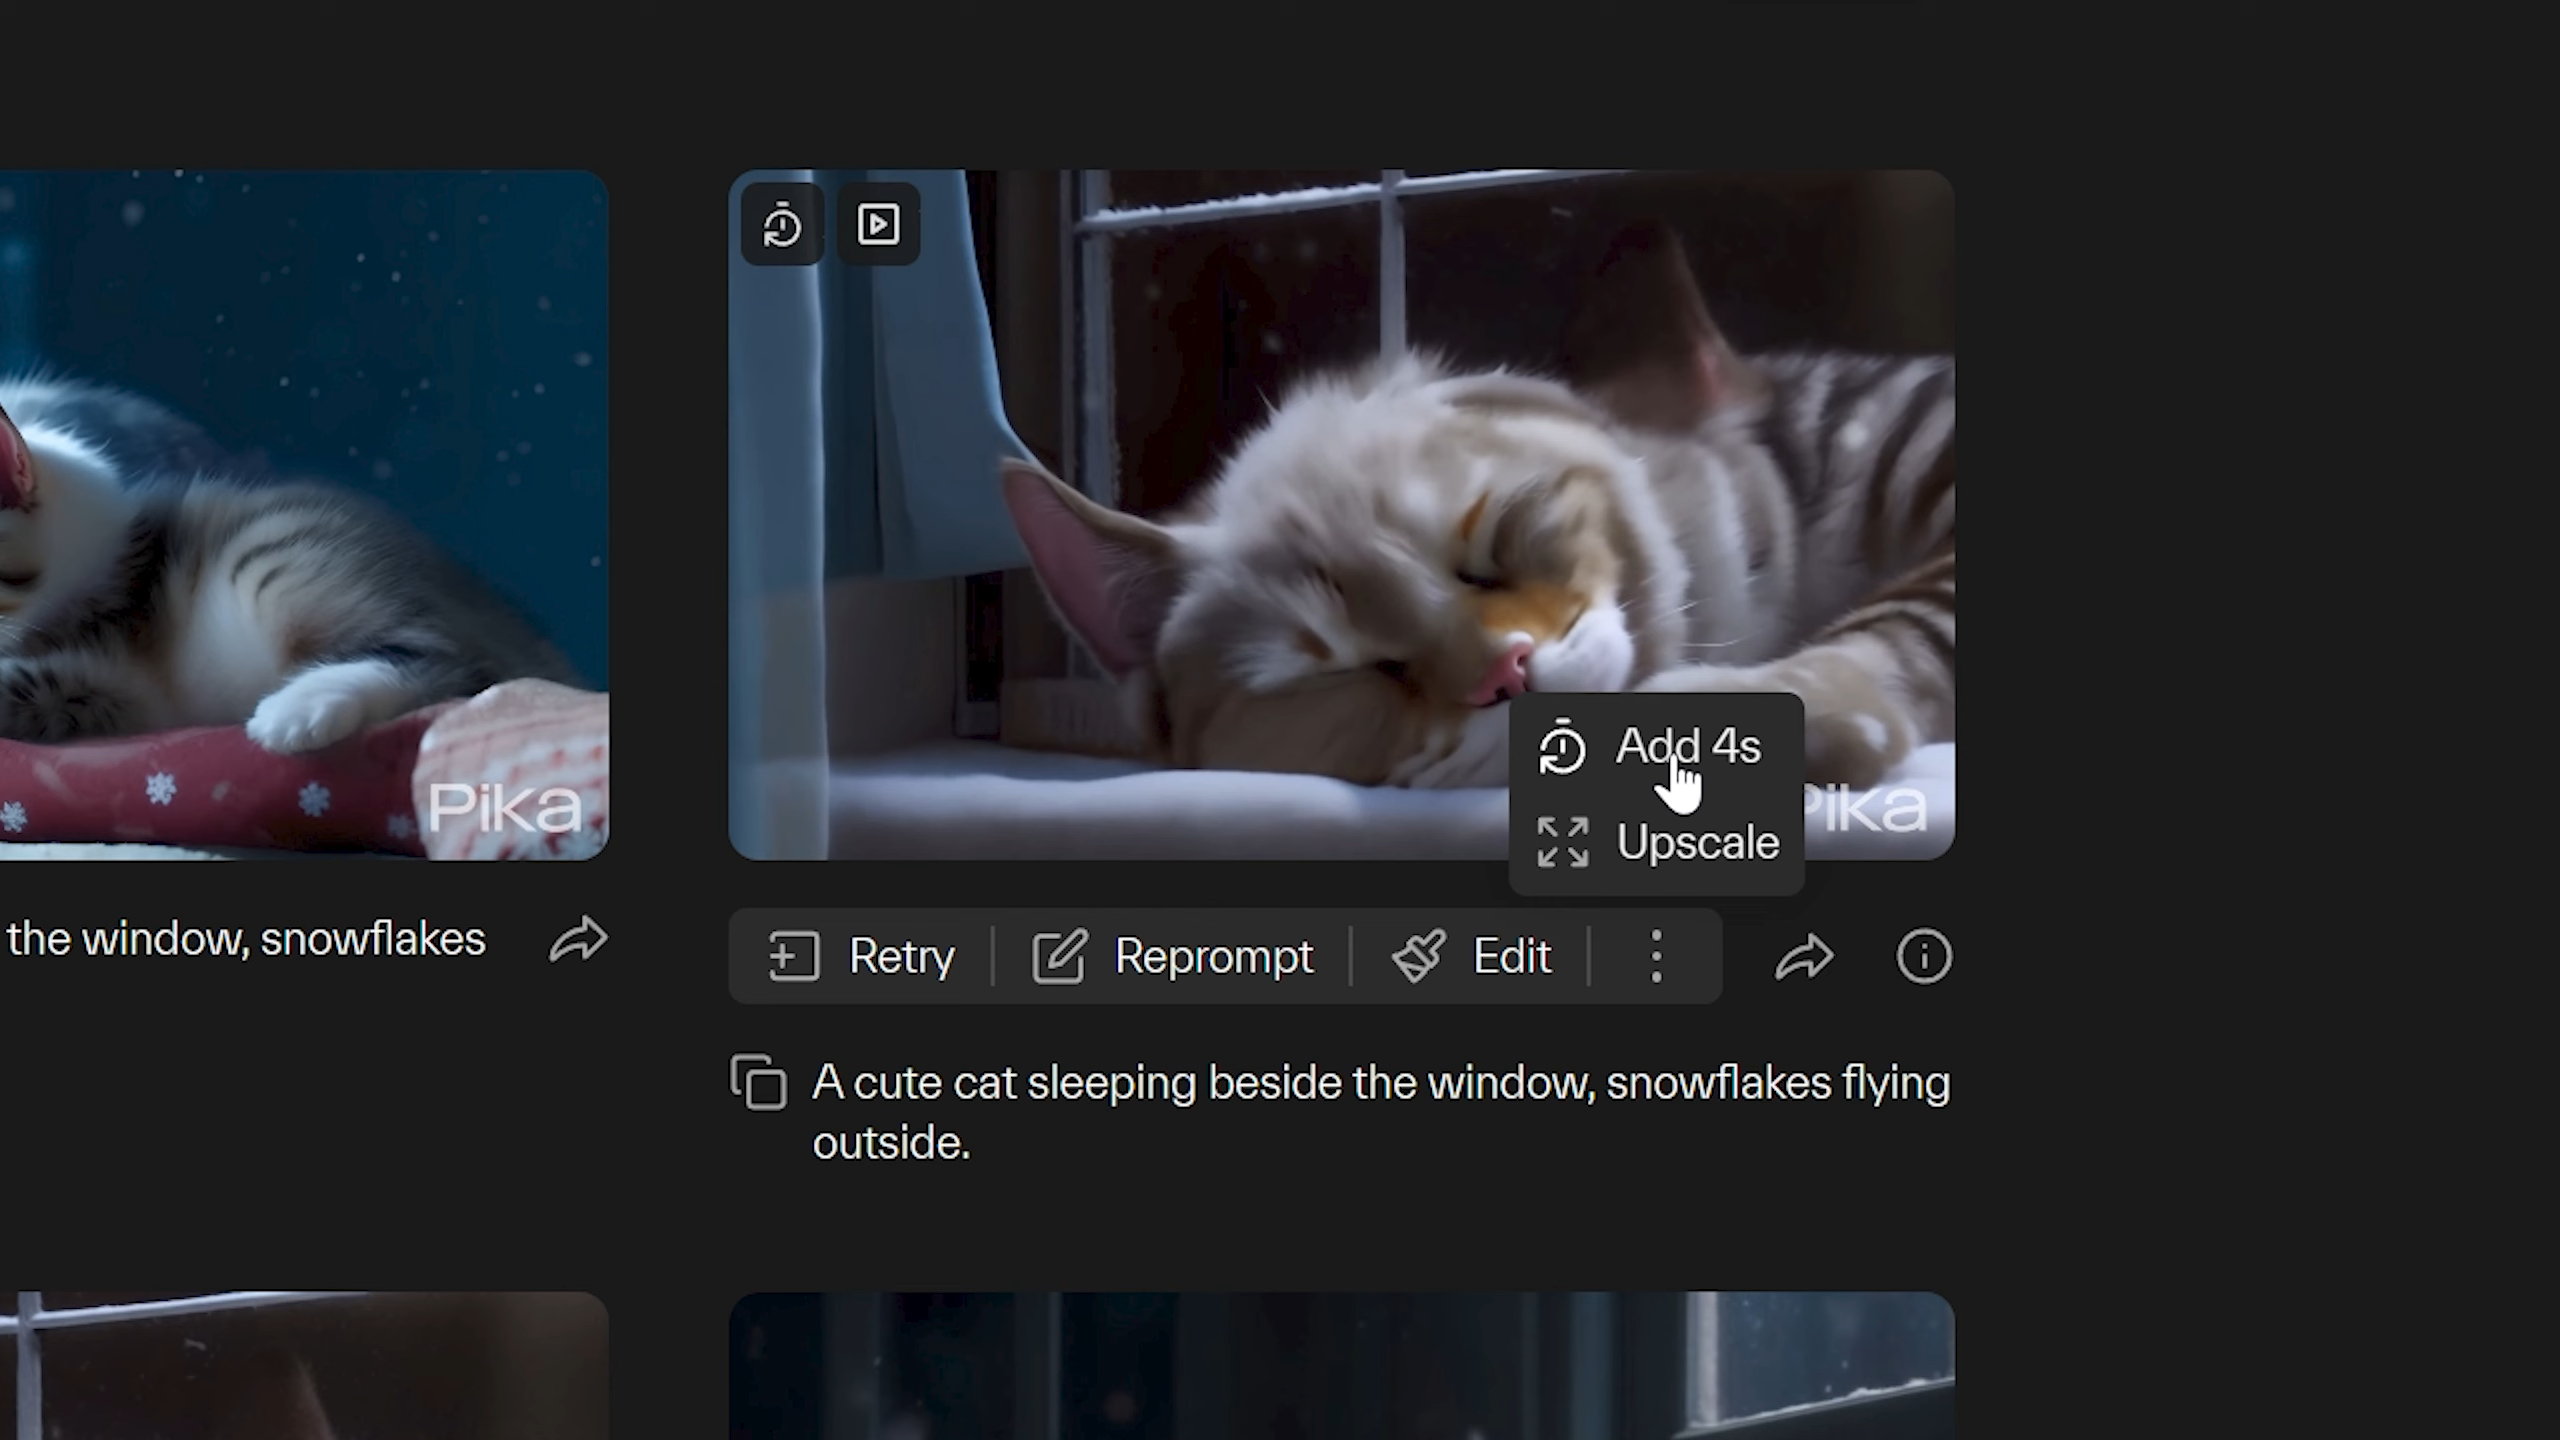 Pika
Pika
Add 4s
Upscale
the window, snowflakes
Retry
Reprompt
Edit
A cute cat sleeping beside the window, snowflakes flying
outside.